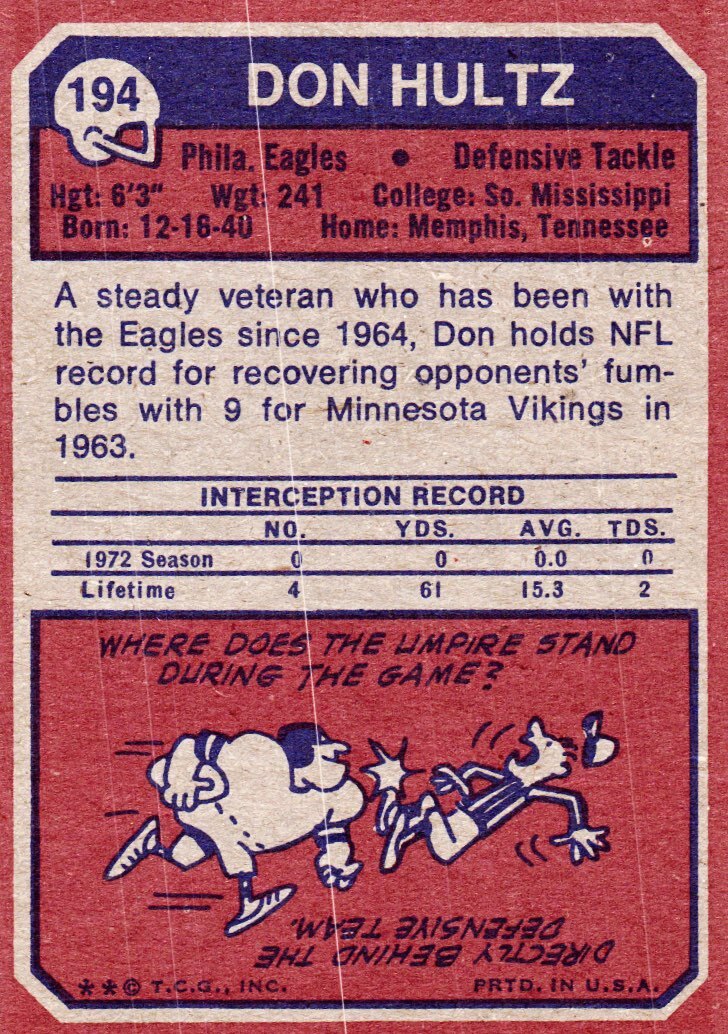 194
DON HULTZ
Phila. Eagles • Defensive Tackle
Hgt: 6'3" Wgt: 241 College: So. Mississippi
Born: 12-16-40 Home: Memphis, Tennessee
A steady veteran who has been with
the Eagles since 1964, Don holds NFL
record for recovering opponents' fum-
bles with 9 for Minnesota Vikings in
1963.
INTERCEPTION RECORD
NO. YDS. AVG. TDS.
1972 Season 0 0 0.0 0
Lifetime 4 61 15.3 2
WHERE DOES THE UMPIRE STAND
DURING THE GAME?
DIRECTLY BEHIND THE
DEFENSIVE TEAM.
**© T.C.G., INC. PRTD. IN U.S.A.